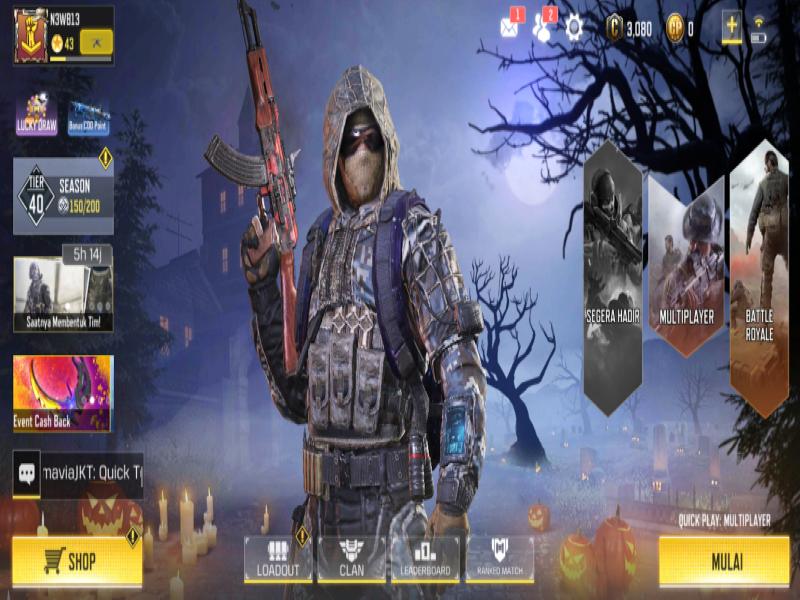 N3WB13
43
1
2
C 3,080
CP 0
LUCKY DRAW
Bonus COD Point
TIER
40
SEASON
150/200
5h 14j
Saatnya Membentuk Tim!
Event Cash Back
maviaJKT: Quick T
SHOP
LOADOUT
CLAN
LEADERBOARD
RANKED MATCH
SEGERA HADIR
MULTIPLAYER
BATTLE
ROYALE
QUICK PLAY: MULTIPLAYER
MULAI